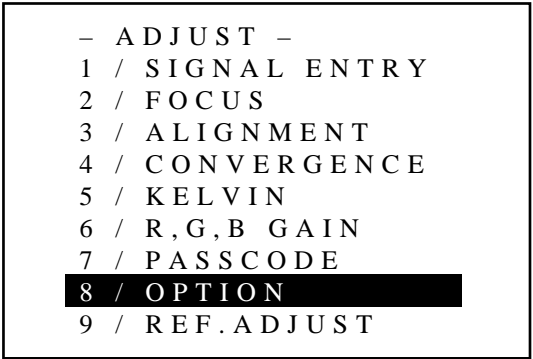 – ADJUST –
1 / SIGNAL ENTRY
2 / FOCUS
3 / ALIGNMENT
4 / CONVERGENCE
5 / KELVIN
6 / R,G,B GAIN
7 / PASSCODE
8 / OPTION
9 / REF.ADJUST